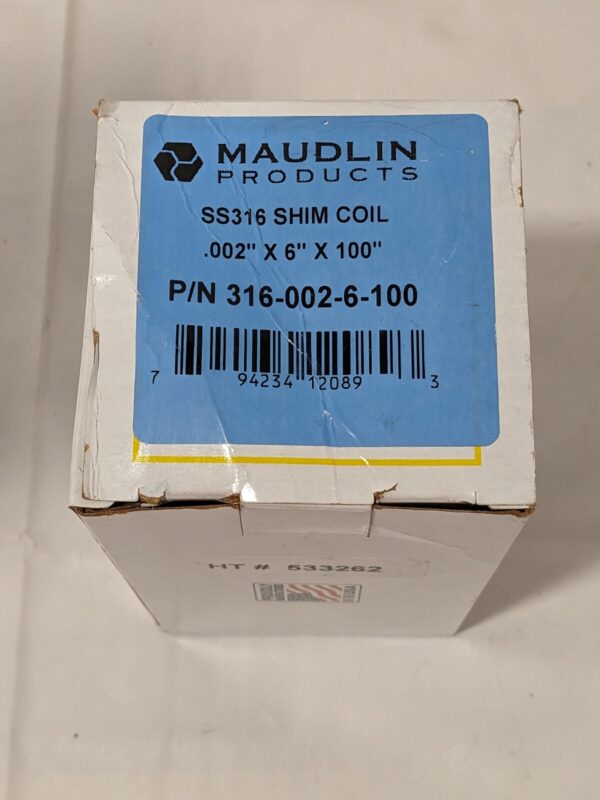 MAUDLIN
PRODUCTS
SS316 SHIM COIL
.002" X 6" X 100"
P/N 316-002-6-100
7 94234 12089 3
HT # 533262